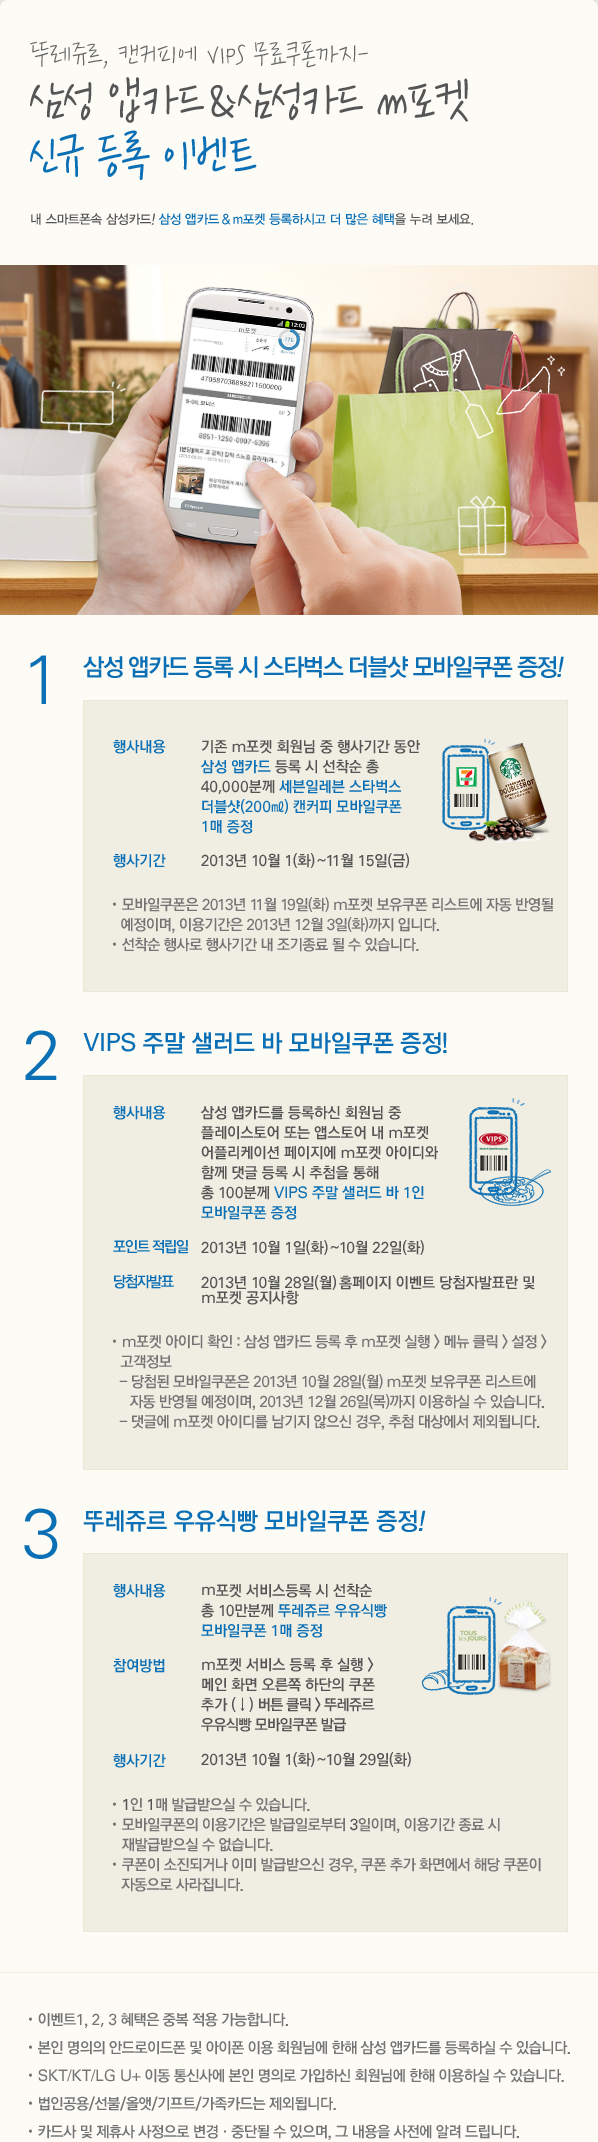 뚜레쥬르, 캔커피에 VIPS 무료쿠폰까지-
삼성 앱카드&삼성카드 m포켓
신규 등록 이벤트
내 스마트폰속 삼성카드! 삼성 앱카드 & m포켓 등록하시고 더 많은 혜택을 누려 보세요.
12:03
m포켓
470587038898211600000
8851-1250-0097-6396
1
삼성 앱카드 등록 시 스타벅스 더블샷 모바일쿠폰 증정!
행사내용 기존 m포켓 회원님 중 행사기간 동안
삼성 앱카드 등록 시 선착순 총
40,000분께 세븐일레븐 스타벅스
더블샷(200㎖) 캔커피 모바일쿠폰
1매 증정
DOUBLESHOT
행사기간 2013년 10월 1(화)~11월 15일(금)
• 모바일쿠폰은 2013년 11월 19일(화) m포켓 보유쿠폰 리스트에 자동 반영될
예정이며, 이용기간은 2013년 12월 3일(화)까지 입니다.
• 선착순 행사로 행사기간 내 조기종료 될 수 있습니다.
2
VIPS 주말 샐러드 바 모바일쿠폰 증정!
행사내용 삼성 앱카드를 등록하신 회원님 중
플레이스토어 또는 앱스토어 내 m포켓
어플리케이션 페이지에 m포켓 아이디와
함께 댓글 등록 시 추첨을 통해
총 100분께 VIPS 주말 샐러드 바 1인
모바일쿠폰 증정
VIPS
포인트 적립일 2013년 10월 1일(화)~10월 22일(화)
당첨자발표 2013년 10월 28일(월) 홈페이지 이벤트 당첨자발표란 및
m포켓 공지사항
• m포켓 아이디 확인 : 삼성 앱카드 등록 후 m포켓 실행 > 메뉴 클릭 > 설정 >
고객정보
– 당첨된 모바일쿠폰은 2013년 10월 28일(월) m포켓 보유쿠폰 리스트에
자동 반영될 예정이며, 2013년 12월 26일(목)까지 이용하실 수 있습니다.
– 댓글에 m포켓 아이디를 남기지 않으신 경우, 추첨 대상에서 제외됩니다.
3
뚜레쥬르 우유식빵 모바일쿠폰 증정!
행사내용 m포켓 서비스등록 시 선착순
총 10만분께 뚜레쥬르 우유식빵
모바일쿠폰 1매 증정
TOUS
les JOURS
참여방법 m포켓 서비스 등록 후 실행 >
메인 화면 오른쪽 하단의 쿠폰
추가 (↓) 버튼 클릭 > 뚜레쥬르
우유식빵 모바일쿠폰 발급
행사기간 2013년 10월 1(화)~10월 29일(화)
• 1인 1매 발급받으실 수 있습니다.
• 모바일쿠폰의 이용기간은 발급일로부터 3일이며, 이용기간 종료 시
재발급받으실 수 없습니다.
• 쿠폰이 소진되거나 이미 발급받으신 경우, 쿠폰 추가 화면에서 해당 쿠폰이
자동으로 사라집니다.
• 이벤트1, 2, 3 혜택은 중복 적용 가능합니다.
• 본인 명의의 안드로이드폰 및 아이폰 이용 회원님에 한해 삼성 앱카드를 등록하실 수 있습니다.
• SKT/KT/LG U+ 이동 통신사에 본인 명의로 가입하신 회원님에 한해 이용하실 수 있습니다.
• 법인공용/선불/올앳/기프트/가족카드는 제외됩니다.
• 카드사 및 제휴사 사정으로 변경 · 중단될 수 있으며, 그 내용을 사전에 알려 드립니다.